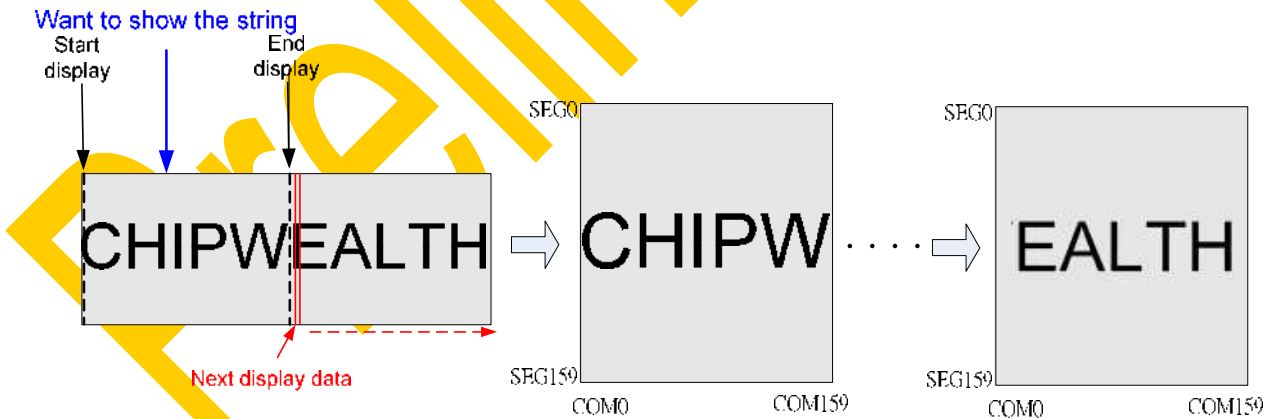 Want to show the string
Start
display
End
display
CHIPWEALTH
Next display data
SEG0
CHIPW
SEG159
COM0
COM159
. . . .
SEG0
EALTH
SEG159
COM0
COM159